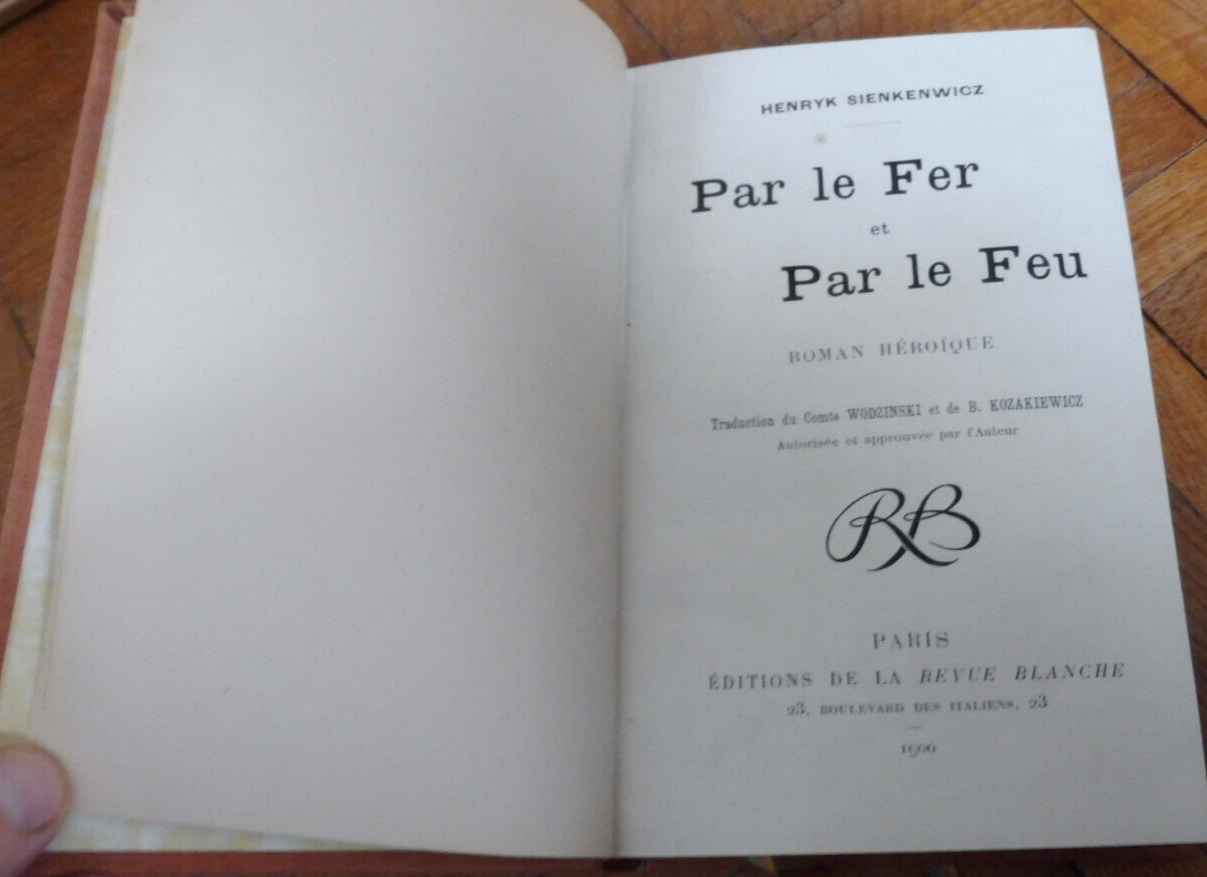 HENRYK SIENKENWICZ
Par le Fer
et
Par le Feu
ROMAN HÉROÏQUE
Traduction du Comte WODZINSKI et de B. KOZAKIEWICZ
Autorisée et approuvée par l'Auteur
RB
PARIS
ÉDITIONS DE LA REVUE BLANCHE
23, BOULEVARD DES ITALIENS, 23
1900